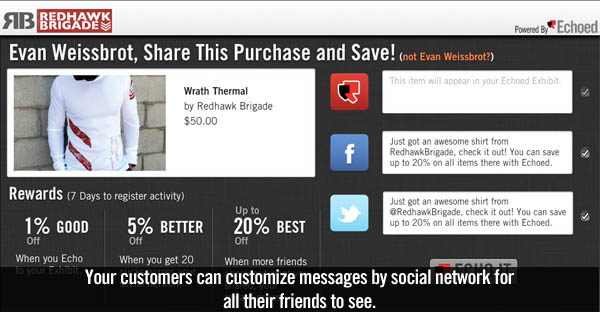 RB REDHAWK BRIGADE
Powered By Echoed
Evan Weissbrot, Share This Purchase and Save! (not Evan Weissbrot?)
Wrath Thermal
by Redhawk Brigade
$50.00
This item will appear in your Echoed Exhibit.
Just got an awesome shirt from
RedhawkBrigade, check it out! You can save
up to 20% on all items there with Echoed.
Just got an awesome shirt from
@RedhawkBrigade, check it out! You can save
up to 20% on all items there with Echoed.
Rewards (7 Days to register activity)
1% GOOD
Off
When you Echo
to your Exhibit.
5% BETTER
Off
When you get 20
Up to
20% BEST
Off
When more friends
ECHO IT
Your customers can customize messages by social network for
all their friends to see.